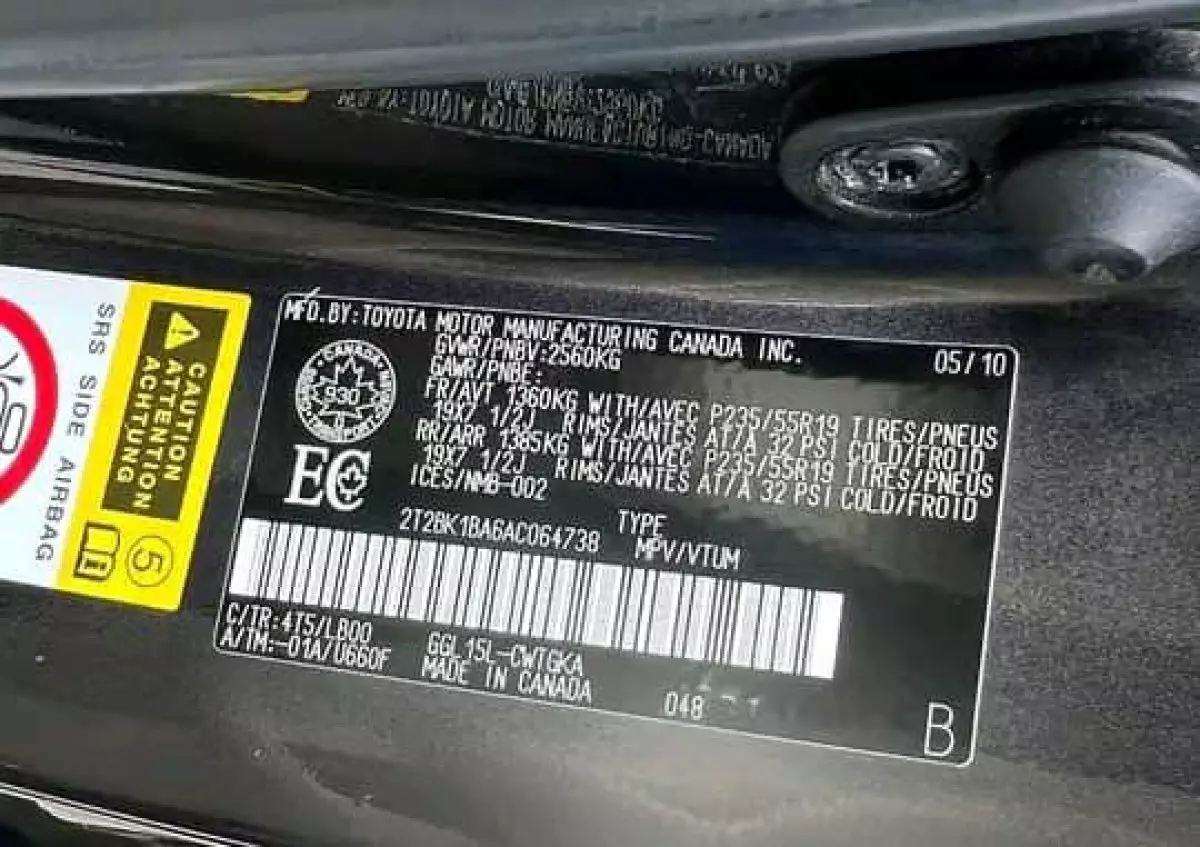 SRS SIDE AIRBAG
CAUTION
ATTENTION
ACHTUNG
5
MFD.BY:TOYOTA MOTOR MANUFACTURING CANADA INC. 05/10
GVWR/PNBV:2560KG
GAWR/PNBE:
FR/AVT 1360KG WITH/AVEC P235/55R19 TIRES/PNEUS
19X7 1/2J RIMS/JANTES AT/A 32 PSI COLD/FROID
RR/ARR 1385KG WITH/AVEC P235/55R19 TIRES/PNEUS
19X7 1/2J RIMS/JANTES AT/A 32 PSI COLD/FROID
ICES/NMB-002
CANADA
930
TRANSPORT
EC
2T2BK1BA6AC064738 TYPE
MPV/VTUM
C/TR:4T5/LB00 GGL15L-CWTGKA
A/TM:-01A/U660F MADE IN CANADA
048
B